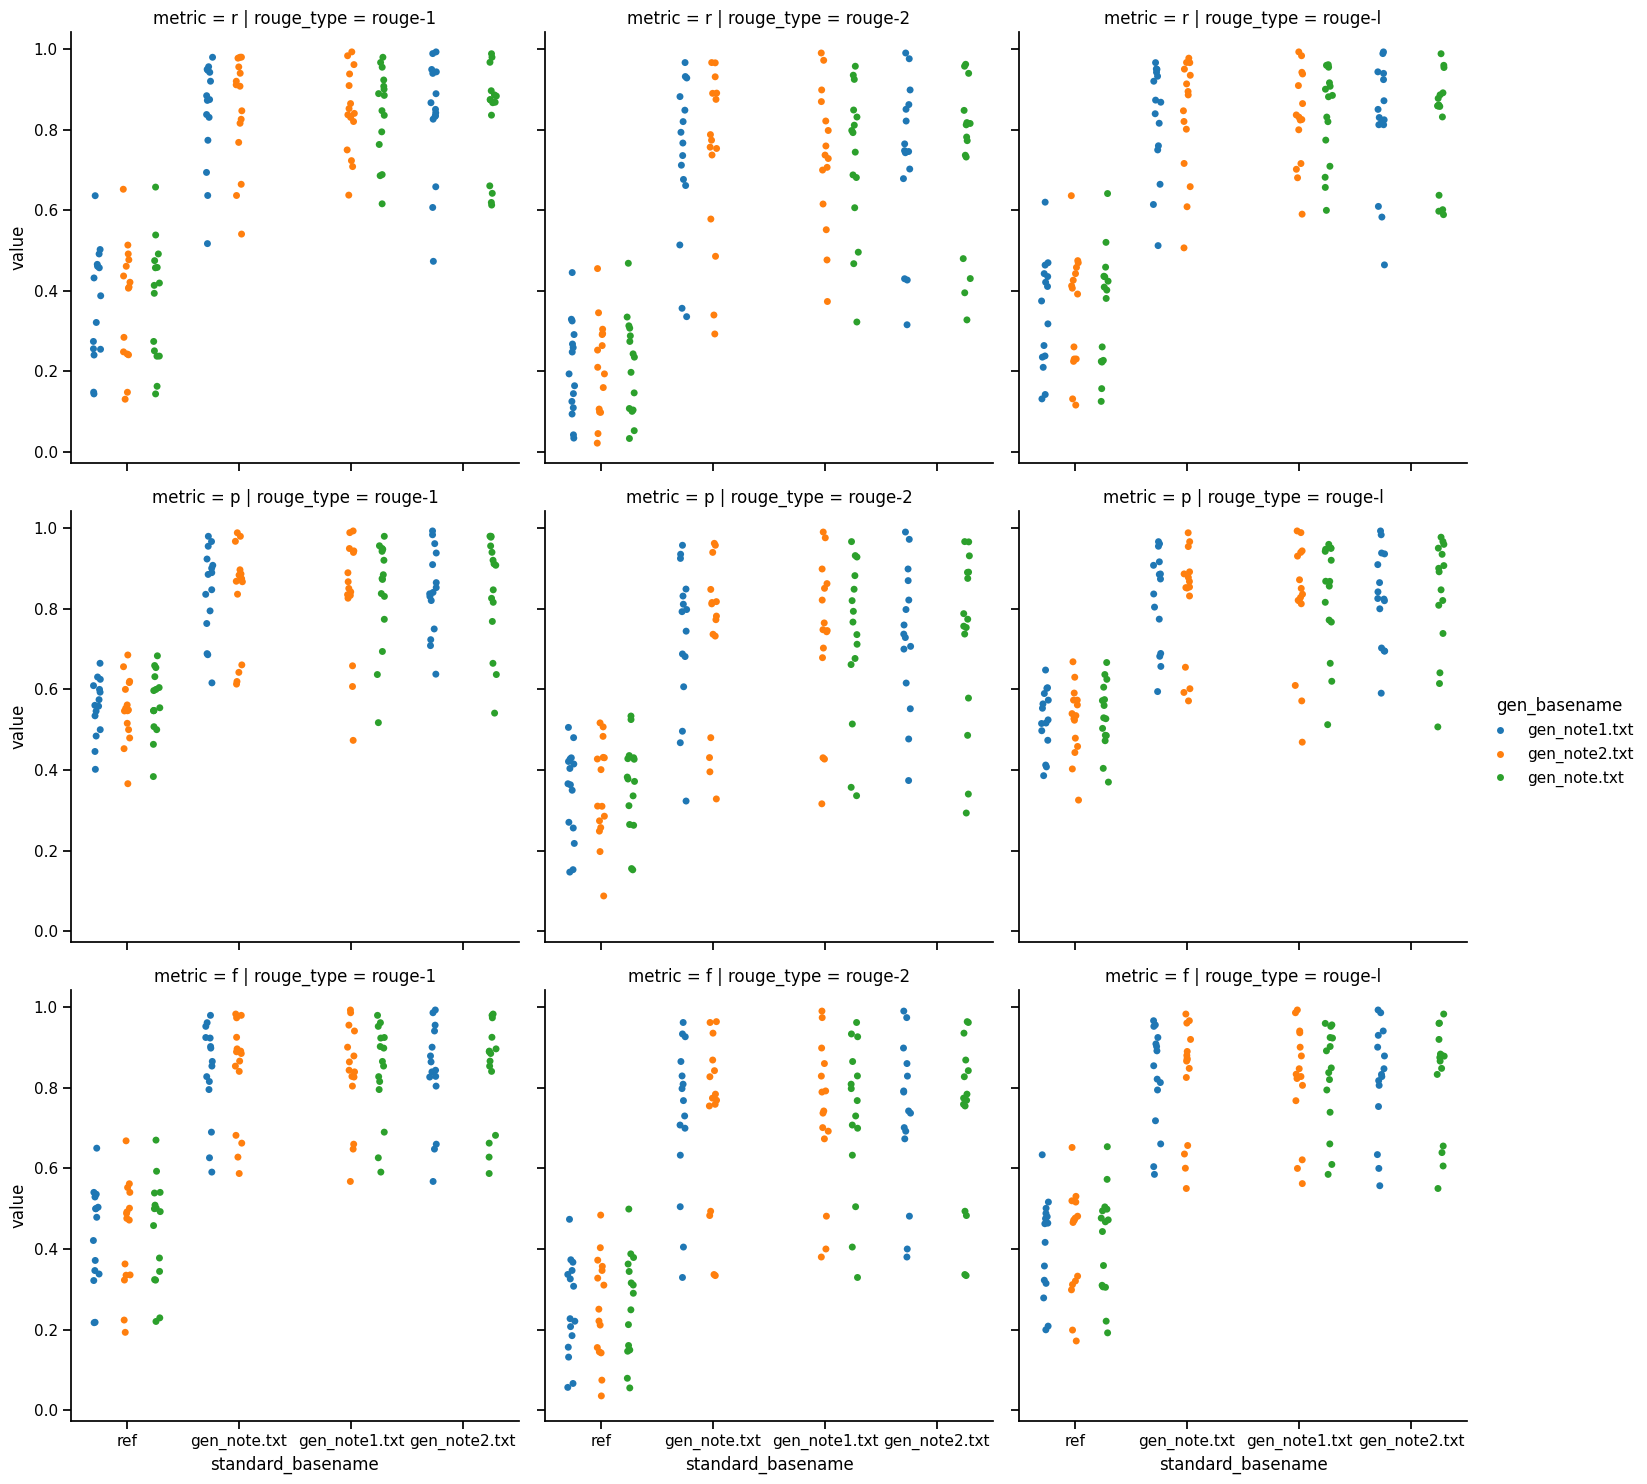 metric = r | rouge_type = rouge-1
metric = r | rouge_type = rouge-2
metric = r | rouge_type = rouge-l
1.0
0.8
0.6
0.4
0.2
0.0
value
metric = p | rouge_type = rouge-1
metric = p | rouge_type = rouge-2
metric = p | rouge_type = rouge-l
1.0
0.8
0.6
0.4
0.2
0.0
value
gen_basename
gen_note1.txt
gen_note2.txt
gen_note.txt
metric = f | rouge_type = rouge-1
metric = f | rouge_type = rouge-2
metric = f | rouge_type = rouge-l
1.0
0.8
0.6
0.4
0.2
0.0
value
ref gen_note.txt gen_note1.txt gen_note2.txt
standard_basename
ref gen_note.txt gen_note1.txt gen_note2.txt
standard_basename
ref gen_note.txt gen_note1.txt gen_note2.txt
standard_basename